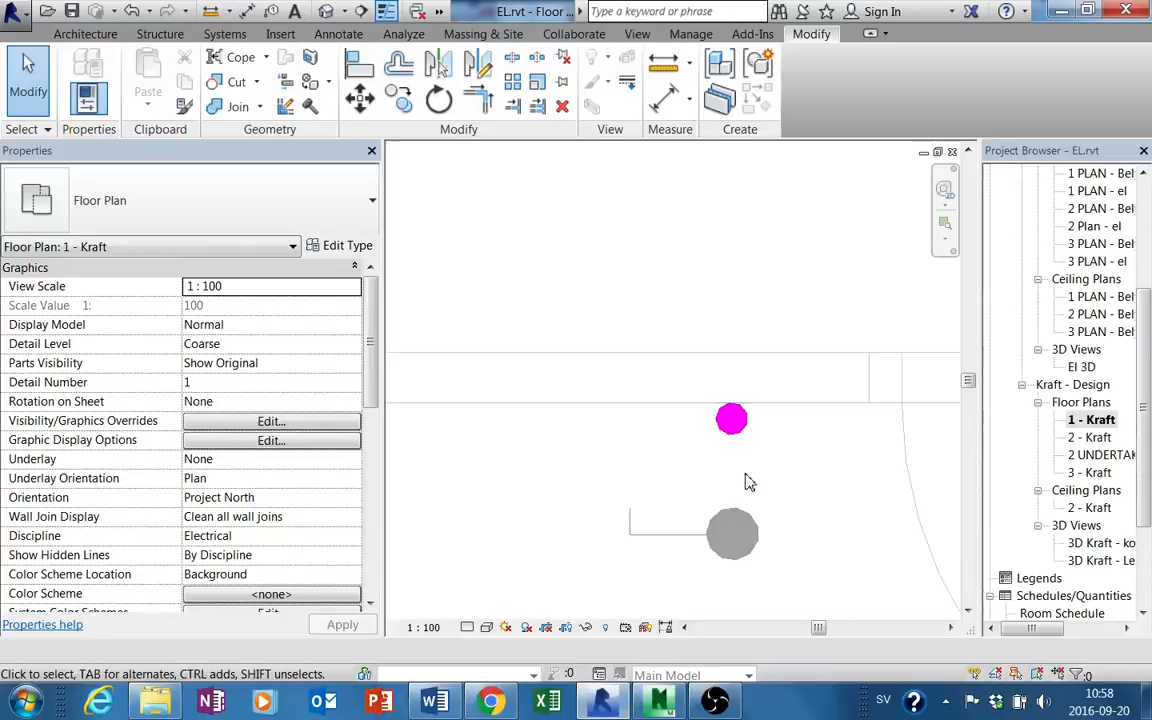 EL.rvt - Floor ...
Type a keyword or phrase
Sign In
Architecture Structure Systems Insert Annotate Analyze Massing & Site Collaborate View Manage Add-Ins Modify
Modify
Paste
Cope
Cut
Join
Select Properties Clipboard Geometry Modify View Measure Create
Properties
Project Browser - EL.rvt
Floor Plan
Floor Plan: 1 - Kraft
Edit Type
Graphics
View Scale 1 : 100
Scale Value 1: 100
Display Model Normal
Detail Level Coarse
Parts Visibility Show Original
Detail Number 1
Rotation on Sheet None
Visibility/Graphics Overrides Edit...
Graphic Display Options Edit...
Underlay None
Underlay Orientation Plan
Orientation Project North
Wall Join Display Clean all wall joins
Discipline Electrical
Show Hidden Lines By Discipline
Color Scheme Location Background
Color Scheme <none>
Properties help
Apply
1 PLAN - Bel
1 PLAN - el
2 PLAN - Bel
2 Plan - el
3 PLAN - Bel
3 PLAN - el
Ceiling Plans
1 PLAN - Bel
2 PLAN - Bel
3 PLAN - Bel
3D Views
El 3D
Kraft - Design
Floor Plans
1 - Kraft
2 - Kraft
2 UNDERTAK
3 - Kraft
Ceiling Plans
2 - Kraft
3D Views
3D Kraft - ko
3D Kraft - Le
Legends
Schedules/Quantities
Room Schedule
1 : 100
Click to select, TAB for alternates, CTRL adds, SHIFT unselects.
:0
Main Model
:0
SV
10:58
2016-09-20